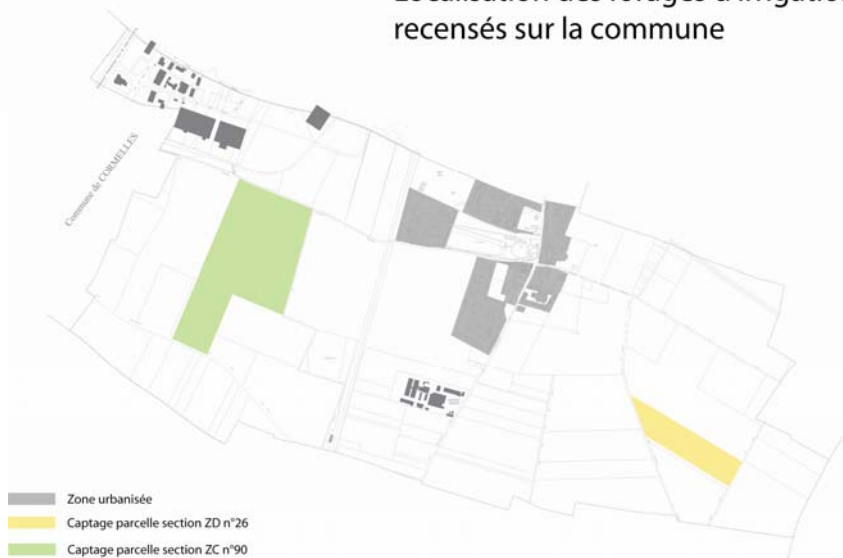 recensés sur la commune
Commune de CORMELLES
Zone urbanisée
Captage parcelle section ZD n°26
Captage parcelle section ZC n°90